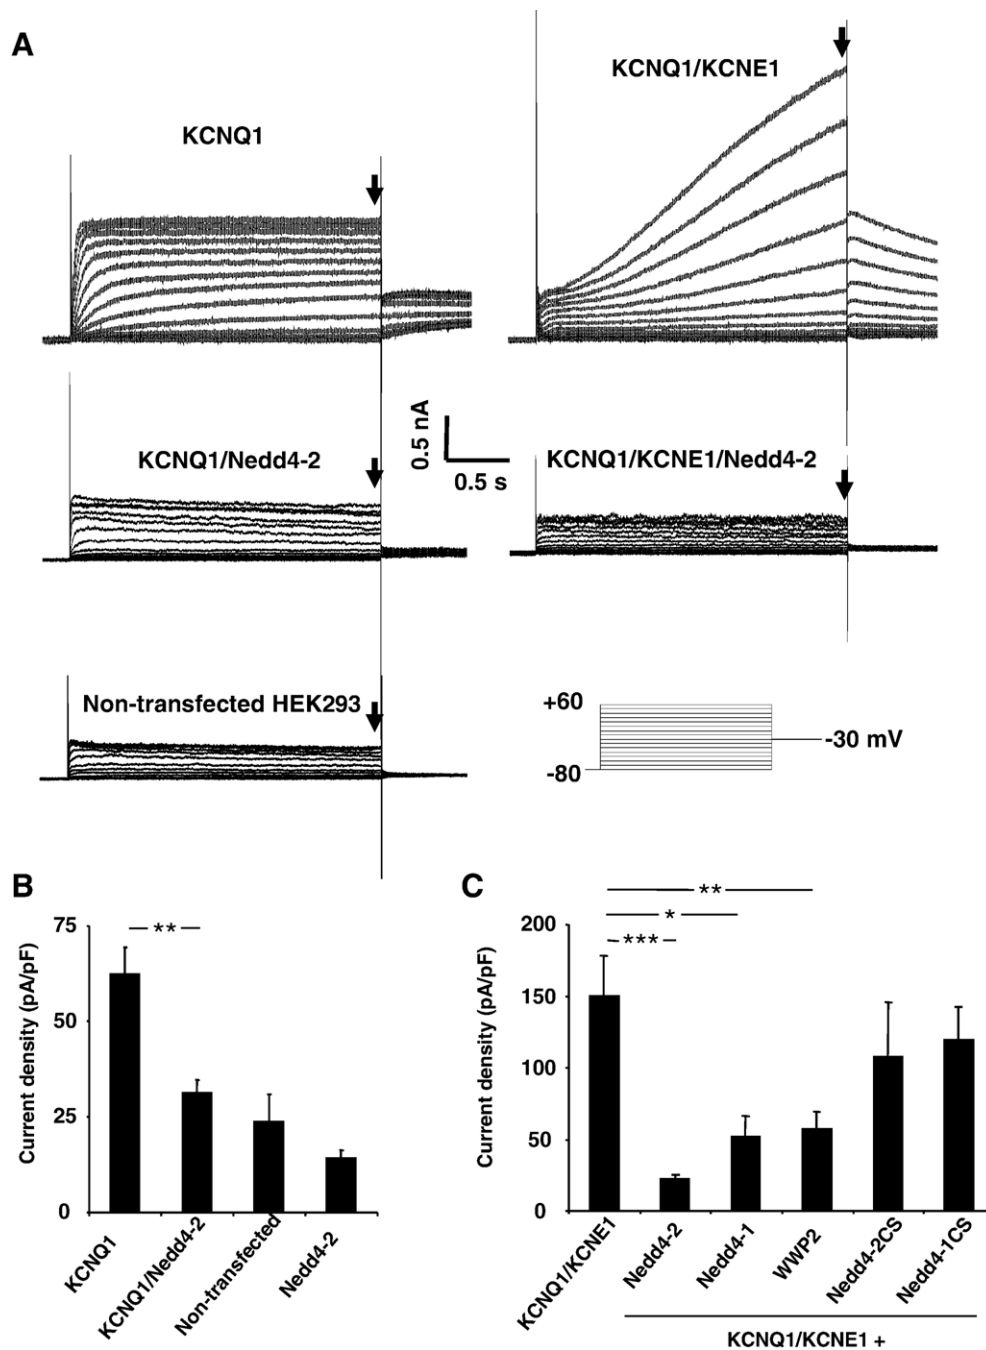 A
KCNQ1
KCNQ1/KCNE1
KCNQ1/Nedd4-2
0.5 nA
0.5 s
KCNQ1/KCNE1/Nedd4-2
Non-transfected HEK293
+60
-30 mV
-80
B
Current density (pA/pF)
75
50
25
0
**
KCNQ1
KCNQ1/Nedd4-2
Non-transfected
Nedd4-2
C
Current density (pA/pF)
200
150
100
50
0
**
*
***
KCNQ1/KCNE1
Nedd4-2
Nedd4-1
WWP2
Nedd4-2CS
Nedd4-1CS
KCNQ1/KCNE1 +